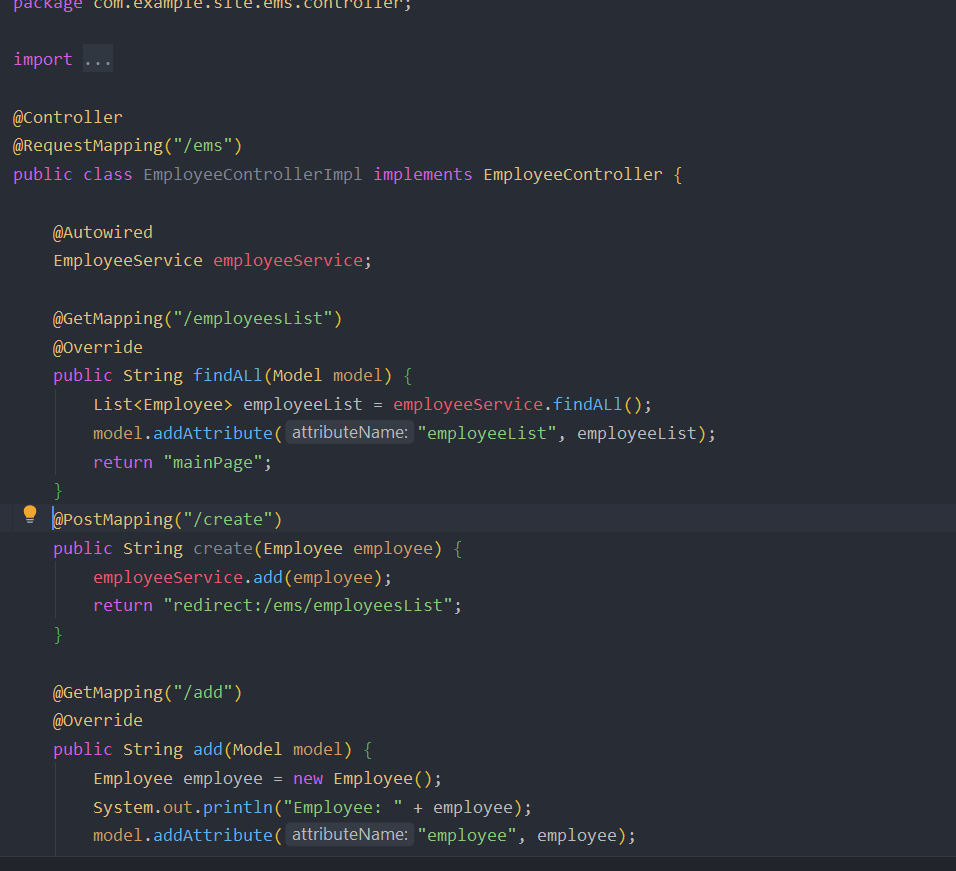 package com.example.site.ems.controller;
import ...
@Controller
@RequestMapping("/ems")
public class EmployeeControllerImpl implements EmployeeController {
@Autowired
EmployeeService employeeService;
@GetMapping("/employeesList")
@Override
public String findALl(Model model) {
List<Employee> employeeList = employeeService.findALl();
model.addAttribute( attributeName: "employeeList", employeeList);
return "mainPage";
}
@PostMapping("/create")
public String create(Employee employee) {
employeeService.add(employee);
return "redirect:/ems/employeesList";
}
@GetMapping("/add")
@Override
public String add(Model model) {
Employee employee = new Employee();
System.out.println("Employee: " + employee);
model.addAttribute( attributeName: "employee", employee);